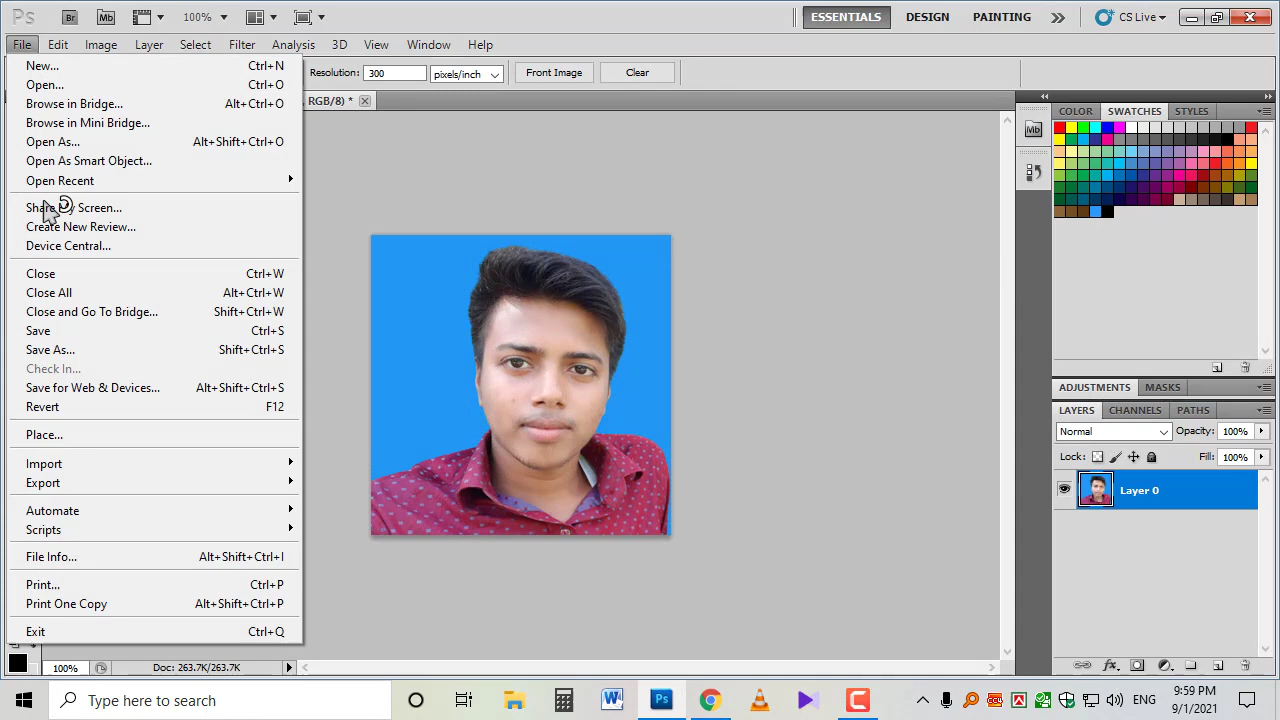 Ps Br Mb 100% ESSENTIALS DESIGN PAINTING CS Live
File Edit Image Layer Select Filter Analysis 3D View Window Help
Resolution: 300 pixels/inch Front Image Clear
RGB/8) *
New... Ctrl+N
Open... Ctrl+O
Browse in Bridge... Alt+Ctrl+O
Browse in Mini Bridge...
Open As... Alt+Shift+Ctrl+O
Open As Smart Object...
Open Recent
Share My Screen...
Create New Review...
Device Central...
Close Ctrl+W
Close All Alt+Ctrl+W
Close and Go To Bridge... Shift+Ctrl+W
Save Ctrl+S
Save As... Shift+Ctrl+S
Check In...
Save for Web & Devices... Alt+Shift+Ctrl+S
Revert F12
Place...
Import
Export
Automate
Scripts
File Info... Alt+Shift+Ctrl+I
Print... Ctrl+P
Print One Copy Alt+Shift+Ctrl+P
Exit Ctrl+Q
Mb
COLOR SWATCHES STYLES
ADJUSTMENTS MASKS
LAYERS CHANNELS PATHS
Normal Opacity: 100%
Lock: Fill: 100%
Layer 0
fx
100% Doc: 263.7K/263.7K
Type here to search
W Ps
ENG
9:59 PM
9/1/2021